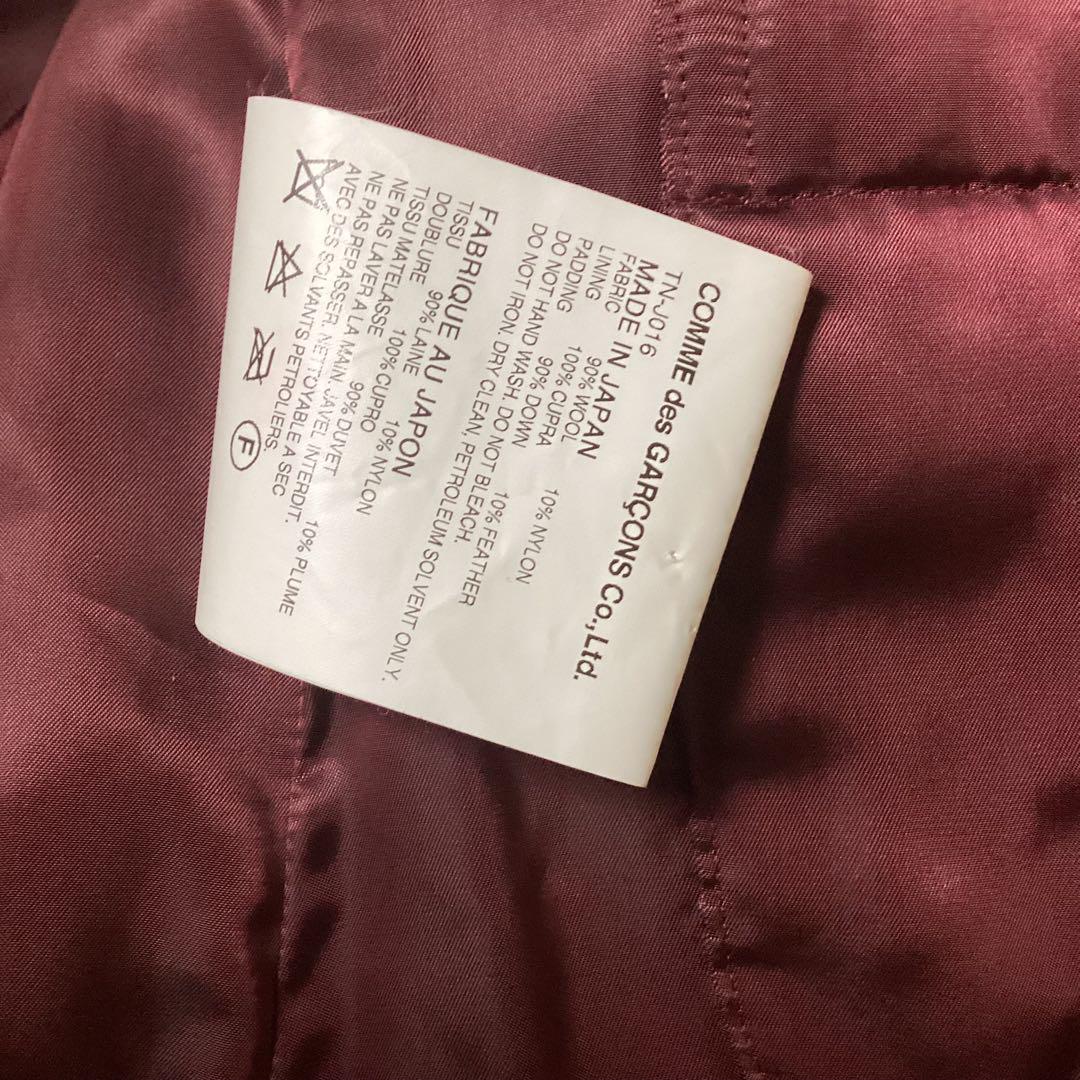 COMME des GARÇONS Co., Ltd.
TN-J016
MADE IN JAPAN
FABRIC 90% WOOL 10% NYLON
LINING 100% CUPRA
PADDING 90% DOWN 10% FEATHER
DO NOT HAND WASH. DO NOT BLEACH.
DO NOT IRON. DRY CLEAN, PETROLEUM SOLVENT ONLY.
FABRIQUE AU JAPON
TISSU 90% LAINE 10% NYLON
DOUBLURE 100% CUPRO
TISSU MATELASSE 90% DUVET 10% PLUME
NE PAS LAVER A LA MAIN. JAVEL INTERDIT.
NE PAS REPASSER. NETTOYABLE A SEC
AVEC DES SOLVANTS PETROLIERS.
F